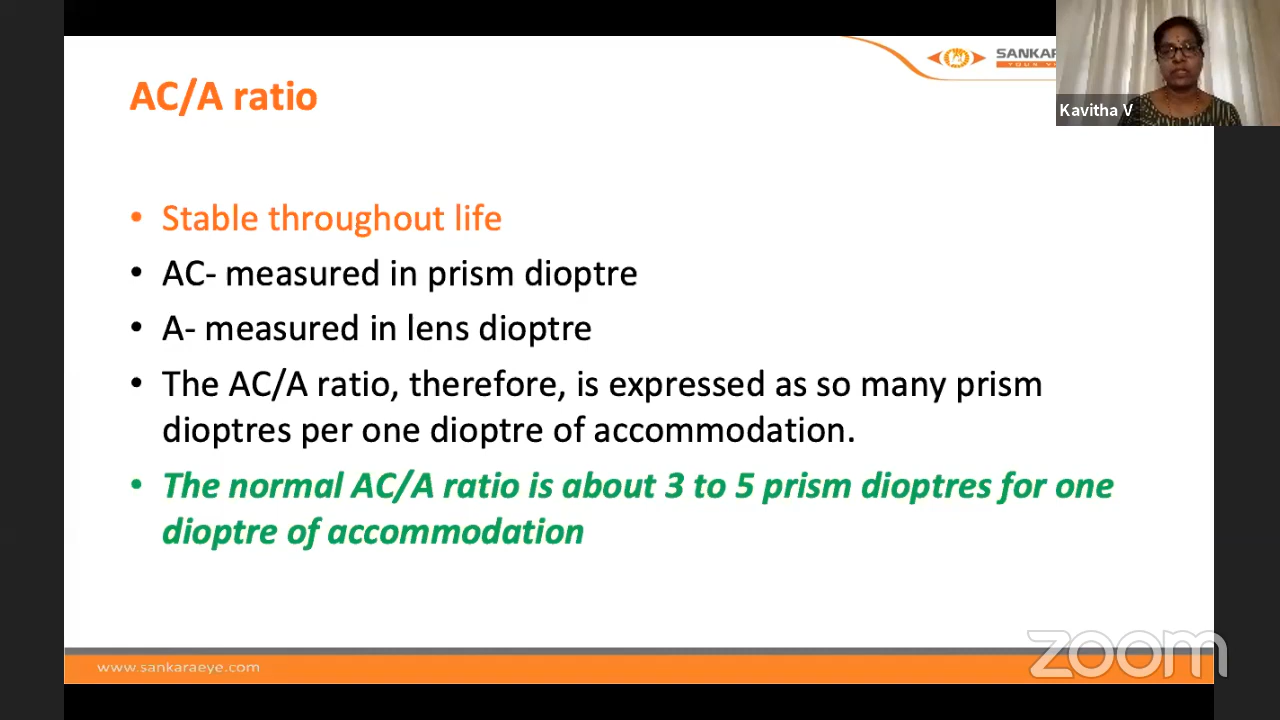 SANKARA
AC/A ratio
Kavitha V
• Stable throughout life
• AC- measured in prism dioptre
• A- measured in lens dioptre
• The AC/A ratio, therefore, is expressed as so many prism
dioptres per one dioptre of accommodation.
• The normal AC/A ratio is about 3 to 5 prism dioptres for one
dioptre of accommodation
zoom
www.sankaraeye.com